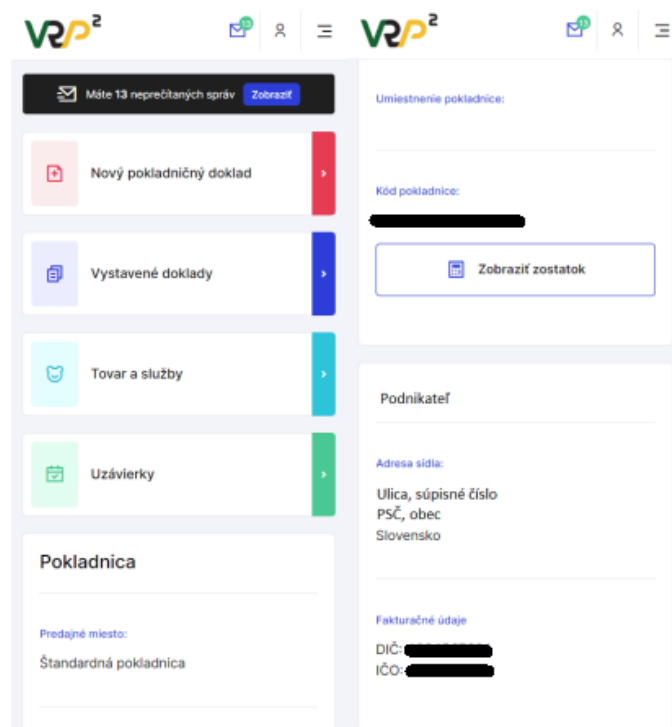 VRP²
13
Máte 13 neprečítaných správ Zobraziť
Nový pokladničný doklad
Vystavené doklady
Tovar a služby
Uzávierky
Pokladnica
Predajné miesto:
Štandardná pokladnica
VRP²
13
Umiestnenie pokladnice:
Kód pokladnice:
Zobraziť zostatok
Podnikateľ
Adresa sídla:
Ulica, súpisné číslo
PSČ, obec
Slovensko
Fakturačné údaje
DIČ:
IČO: